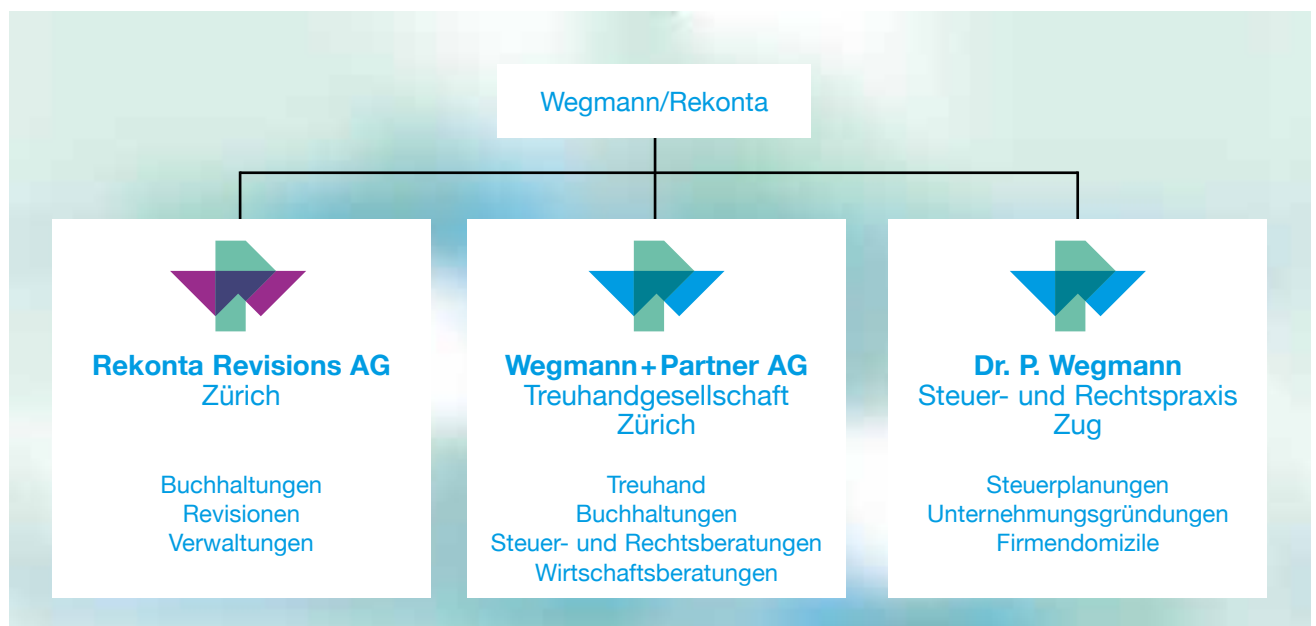 Wegmann/Rekonta
Rekonta Revisions AG
Zürich
Buchhaltungen
Revisionen
Verwaltungen
Wegmann+Partner AG
Treuhandgesellschaft
Zürich
Treuhand
Buchhaltungen
Steuer- und Rechtsberatungen
Wirtschaftsberatungen
Dr. P. Wegmann
Steuer- und Rechtspraxis
Zug
Steuerplanungen
Unternehmungsgründungen
Firmendomizile